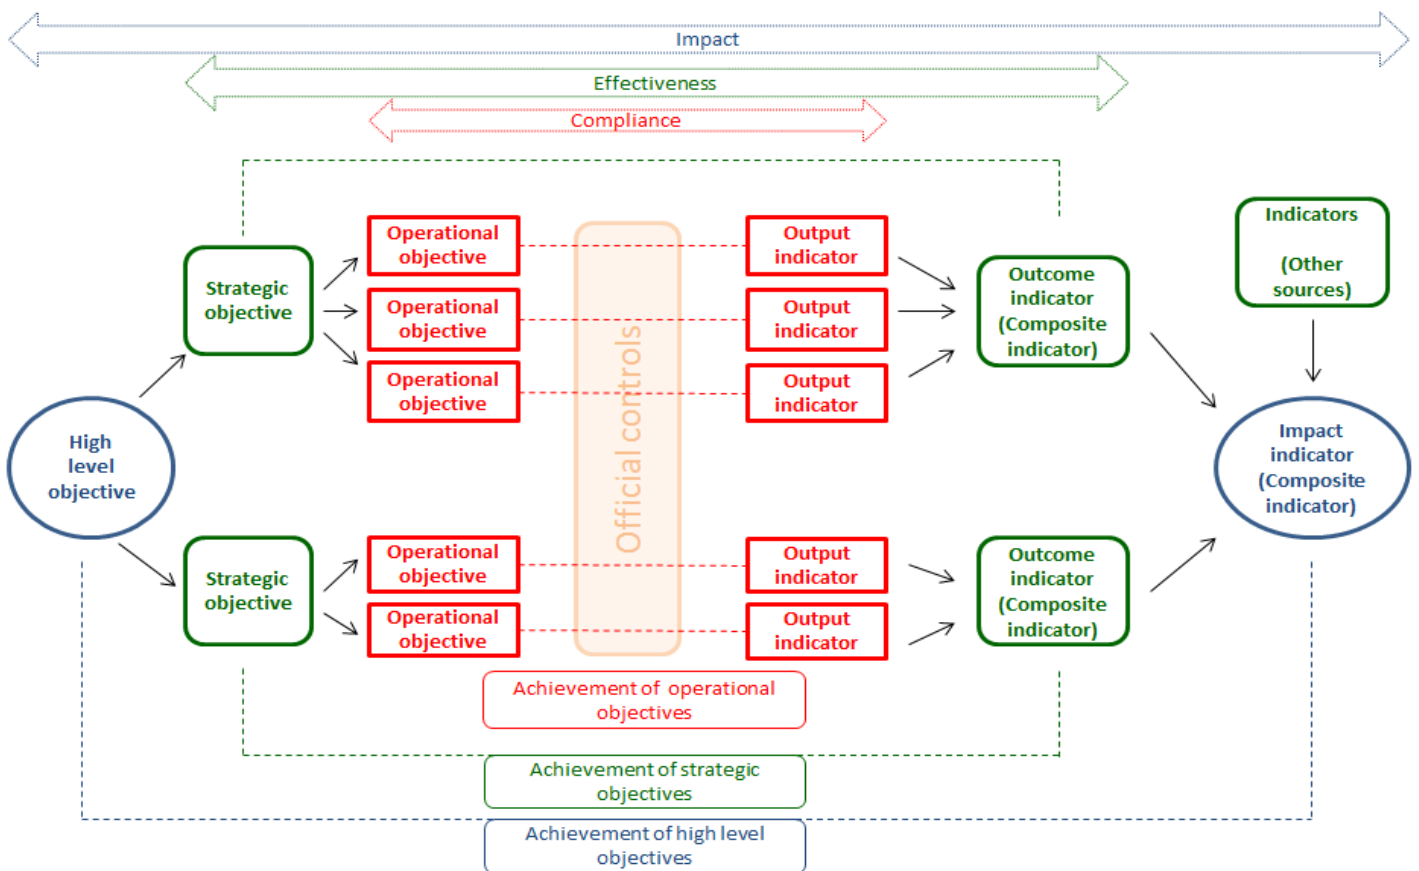 Impact
Effectiveness
Compliance
Operational
objective
Output
indicator
Indicators
(Other
sources)
Strategic
objective
Operational
objective
Output
indicator
Outcome
indicator
(Composite
indicator)
Operational
objective
Output
indicator
Official controls
High
level
objective
Impact
indicator
(Composite
indicator)
Strategic
objective
Operational
objective
Output
indicator
Outcome
indicator
(Composite
indicator)
Operational
objective
Output
indicator
Achievement of operational
objectives
Achievement of strategic
objectives
Achievement of high level
objectives